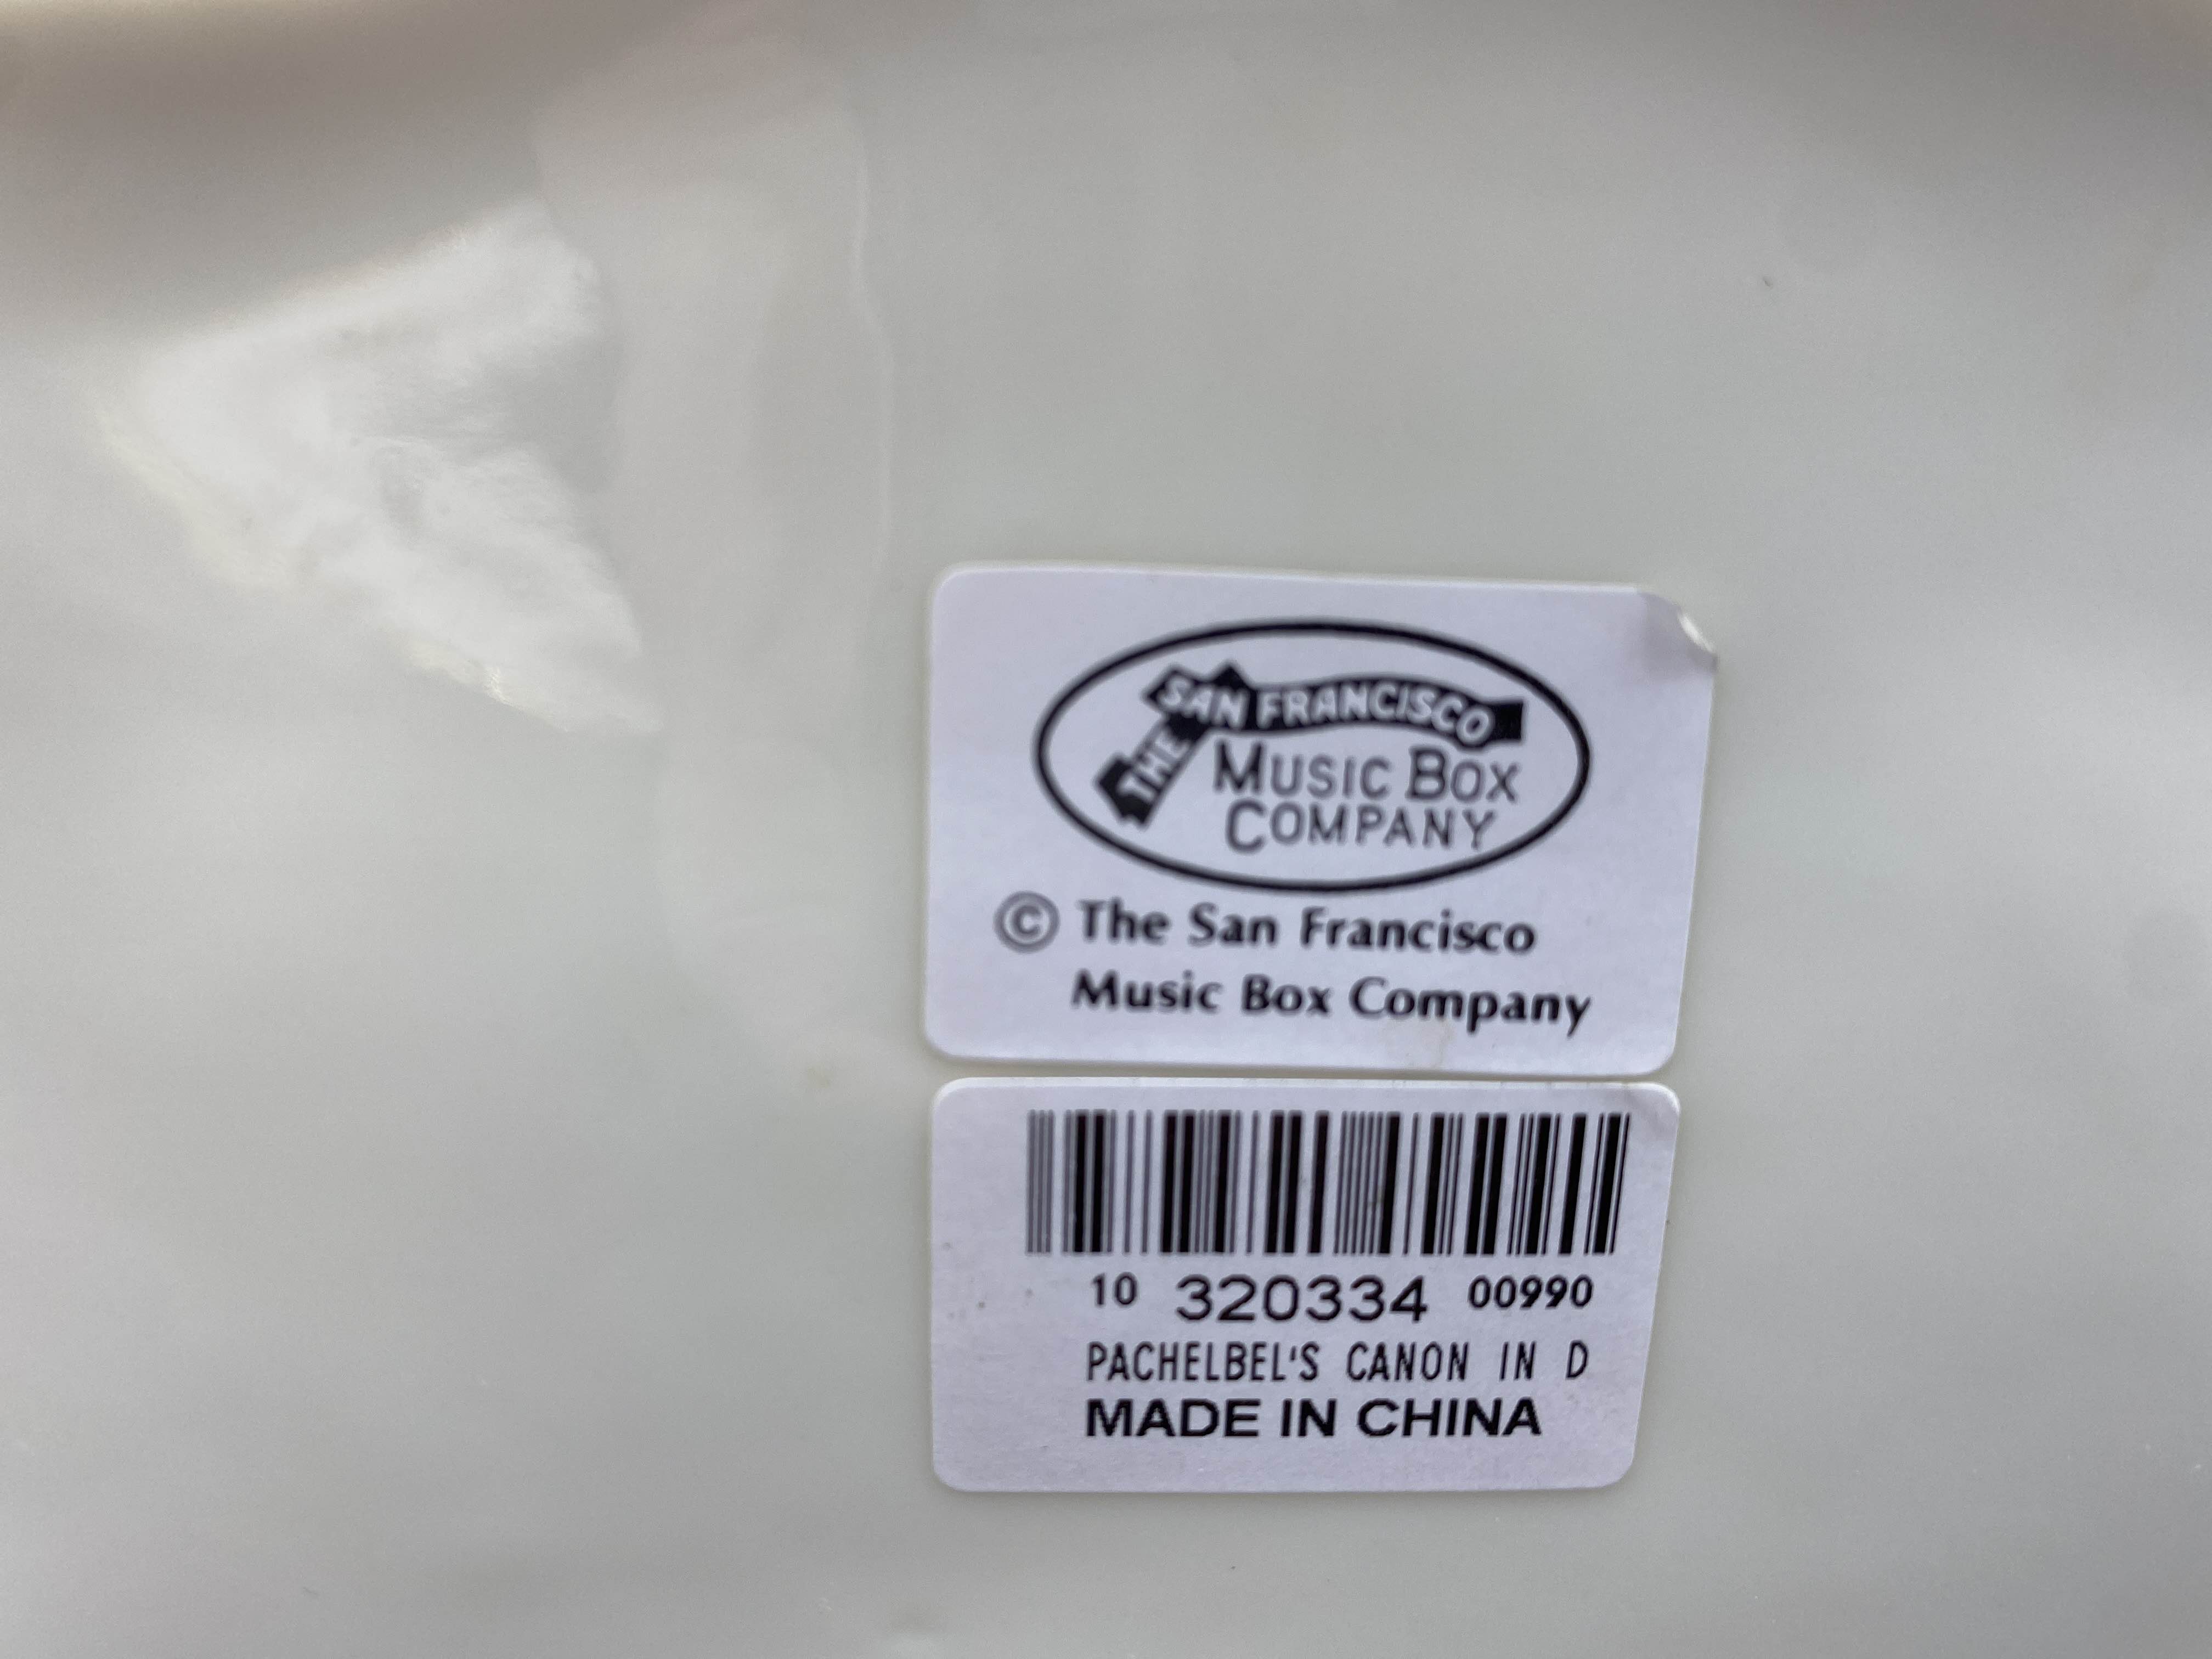 THE SAN FRANCISCO
MUSIC BOX
COMPANY
© The San Francisco
Music Box Company
10 320334 00990
PACHELBEL'S CANON IN D
MADE IN CHINA